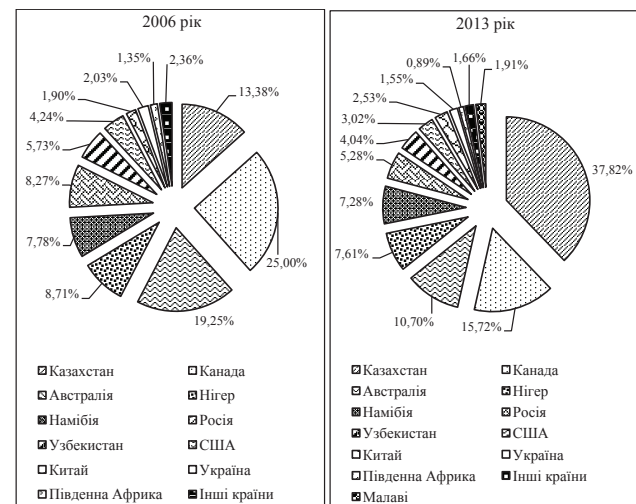 2006 рік
1,35%
2,36%
2,03%
13,38%
1,90%
4,24%
5,73%
8,27%
7,78%
25,00%
8,71%
19,25%
Казахстан Канада
Австралія Нігер
Намібія Росія
Узбекистан США
Китай Україна
Південна Африка Інші країни
2013 рік
0,89%
1,66%
1,91%
1,55%
2,53%
3,02%
4,04%
5,28%
37,82%
7,28%
7,61%
10,70%
15,72%
Казахстан Канада
Австралія Нігер
Намібія Росія
Узбекистан США
Китай Україна
Південна Африка Інші країни
Малаві